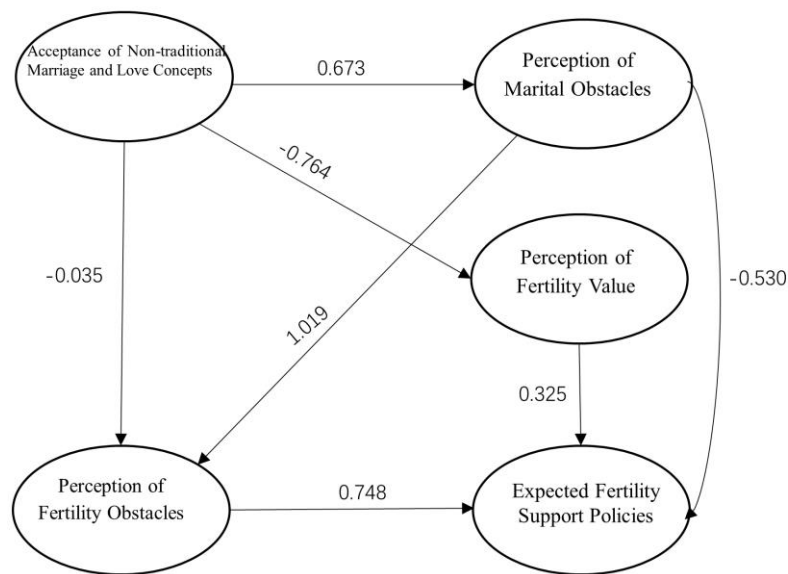 Acceptance of Non-traditional
Marriage and Love Concepts
0.673
Perception of
Marital Obstacles
-0.764
-0.035
1.019
Perception of
Fertility Value
-0.530
0.325
Perception of
Fertility Obstacles
0.748
Expected Fertility
Support Policies